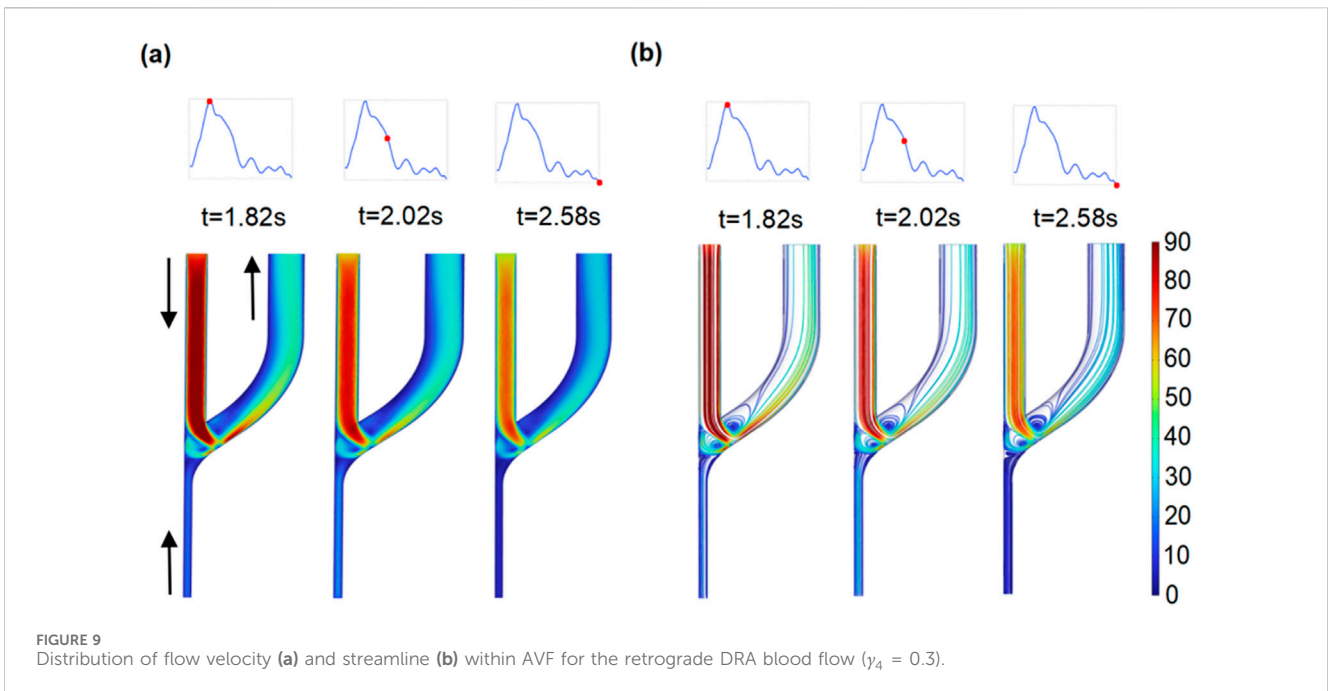 (a)
(b)
t=1.82s
t=2.02s
t=2.58s
t=1.82s
t=2.02s
t=2.58s
90
80
70
60
50
40
30
20
10
0
FIGURE 9
Distribution of flow velocity (a) and streamline (b) within AVF for the retrograde DRA blood flow (γ₄ = 0.3).